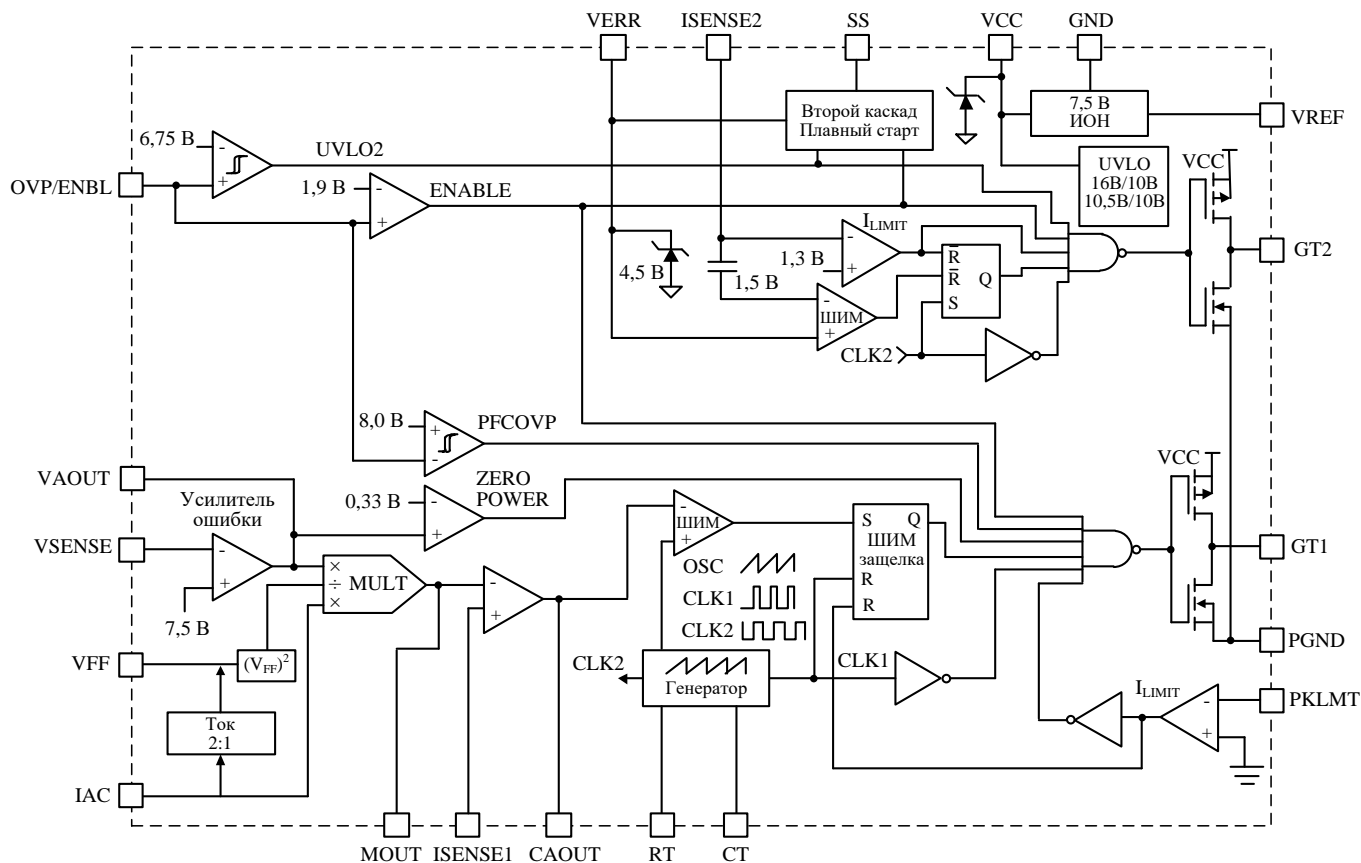 VERR ISENSE2 SS VCC GND
Второй каскад
Плавный старт
7,5 В
ИОН
VREF
6,75 В
-
+
UVLO2
OVP/ENBL
1,9 В
-
+
ENABLE
UVLO
16В/10В
10,5В/10В
VCC
I_LIMIT
-
+
1,3 В
4,5 В
1,5 В
-
ШИМ
+
R̅
R̅
S
Q
CLK2
GT2
8,0 В
+
-
PFCOVP
VAOUT
Усилитель
ошибки
0,33 В
-
+
ZERO
POWER
VCC
VSENSE
-
+
7,5 В
×
÷
×
MULT
-
+
-
ШИМ
+
OSC
CLK1
CLK2
S Q
ШИМ
защелка
R
R
GT1
VFF
(V_FF)²
CLK2
Генератор
CLK1
PGND
Ток
2:1
I_LIMIT
-
+
PKLMT
IAC
MOUT ISENSE1 CAOUT RT CT